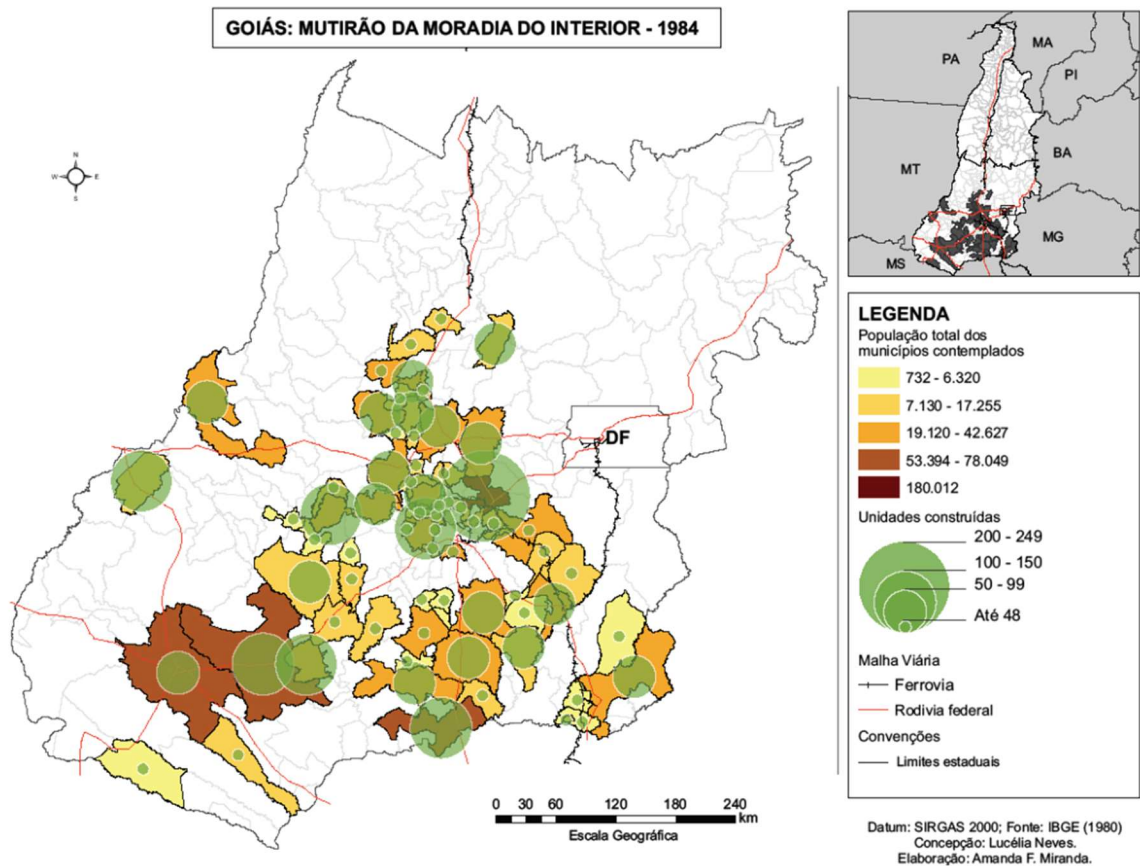 GOIÁS: MUTIRÃO DA MORADIA DO INTERIOR - 1984
N
W
E
S
DF
0
30
60
120
180
240
km
Escala Geográfica
PA
MA
PI
MT
BA
MG
MS
LEGENDA
População total dos
municípios contemplados
732 - 6.320
7.130 - 17.255
19.120 - 42.627
53.394 - 78.049
180.012
Unidades construídas
200 - 249
100 - 150
50 - 99
Até 48
Malha Viária
Ferrovia
Rodivia federal
Convenções
Limites estaduais
Datum: SIRGAS 2000; Fonte: IBGE (1980)
Concepção: Lucélia Neves.
Elaboração: Amanda F. Miranda.